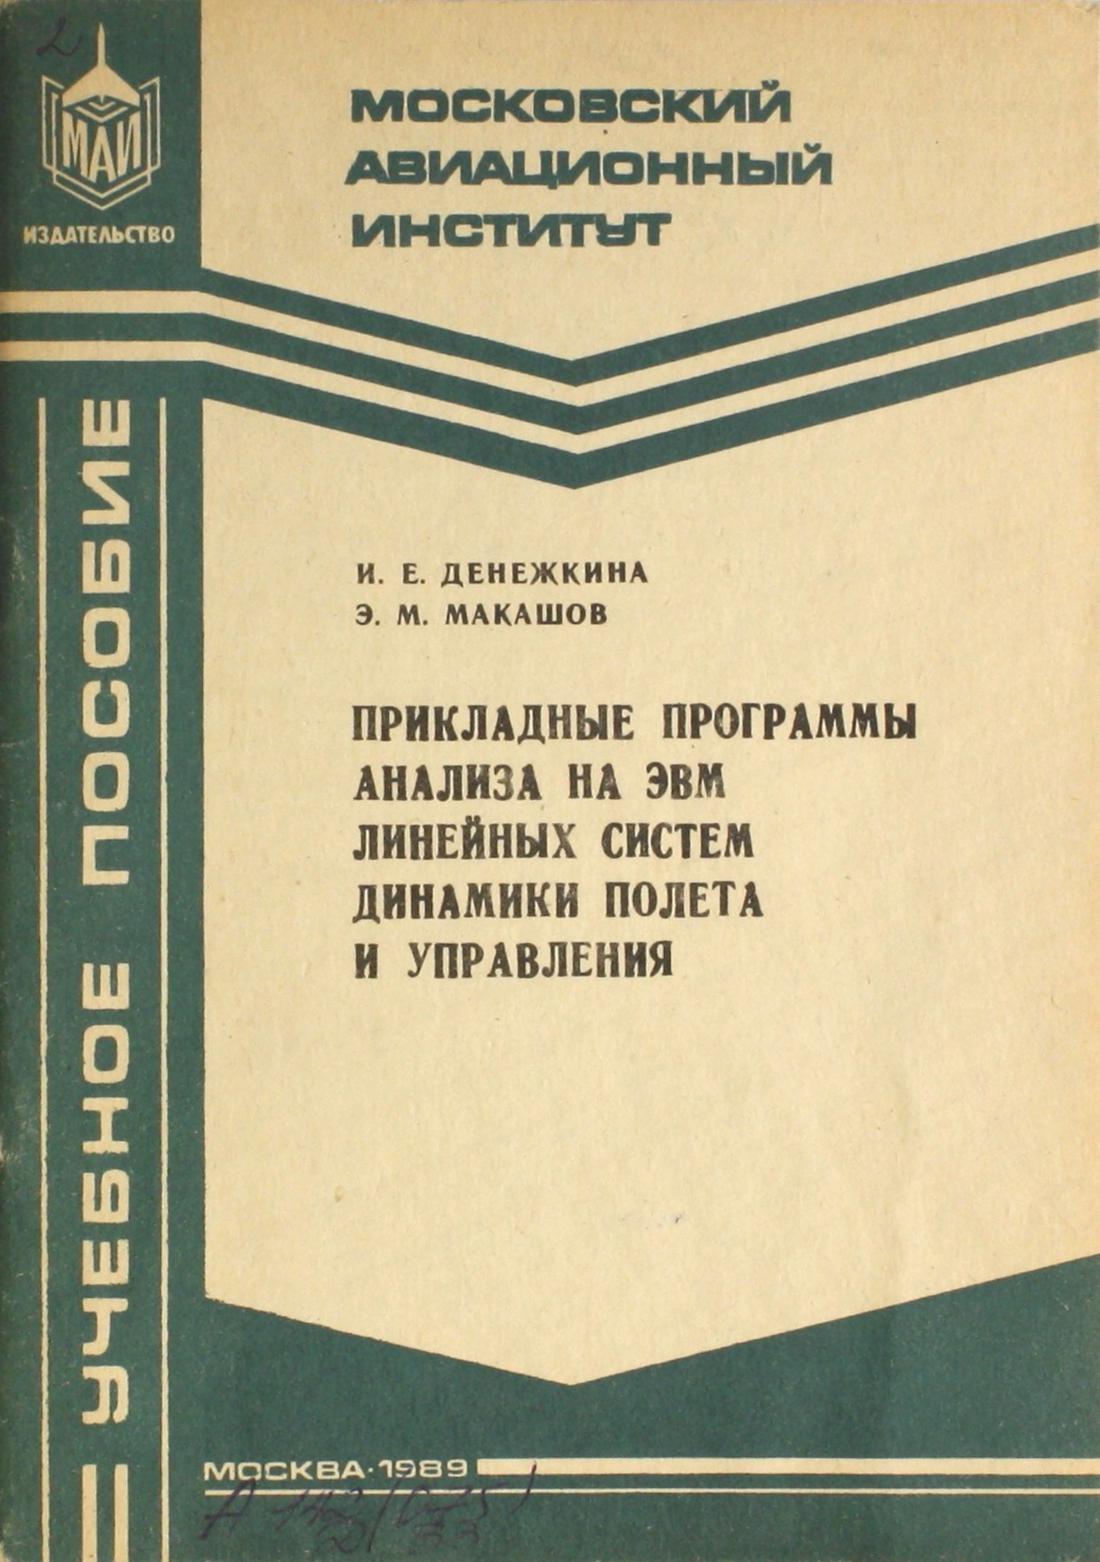 2
МАИ
ИЗДАТЕЛЬСТВО
МОСКОВСКИЙ
АВИАЦИОННЫЙ
ИНСТИТУТ
УЧЕБНОЕ ПОСОБИЕ
И. Е. ДЕНЕЖКИНА
Э. М. МАКАШОВ
ПРИКЛАДНЫЕ ПРОГРАММЫ
АНАЛИЗА НА ЭВМ
ЛИНЕЙНЫХ СИСТЕМ
ДИНАМИКИ ПОЛЕТА
И УПРАВЛЕНИЯ
МОСКВА·1989